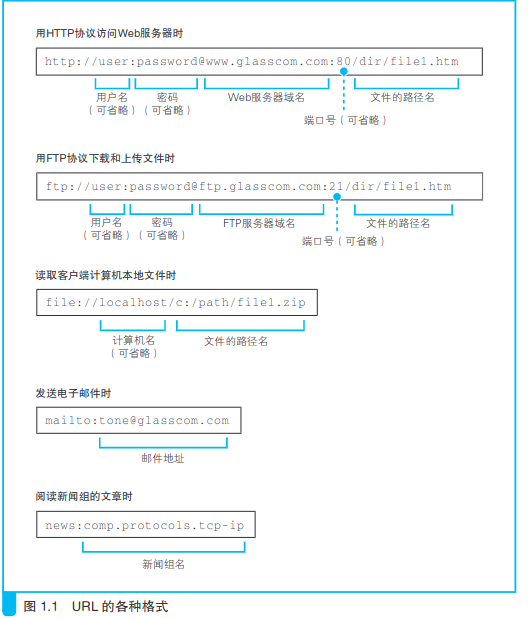 用HTTP协议访问Web服务器时
http://user:password@www.glasscom.com:80/dir/file1.htm
用户名 密码 Web服务器域名 文件的路径名
（可省略）（可省略）
端口号（可省略）
用FTP协议下载和上传文件时
ftp://user:password@ftp.glasscom.com:21/dir/file1.htm
用户名 密码 FTP服务器域名 文件的路径名
（可省略）（可省略）
端口号（可省略）
读取客户端计算机本地文件时
file://localhost/c:/path/file1.zip
计算机名 文件的路径名
（可省略）
发送电子邮件时
mailto:tone@glasscom.com
邮件地址
阅读新闻组的文章时
news:comp.protocols.tcp-ip
新闻组名
图 1.1 URL 的各种格式